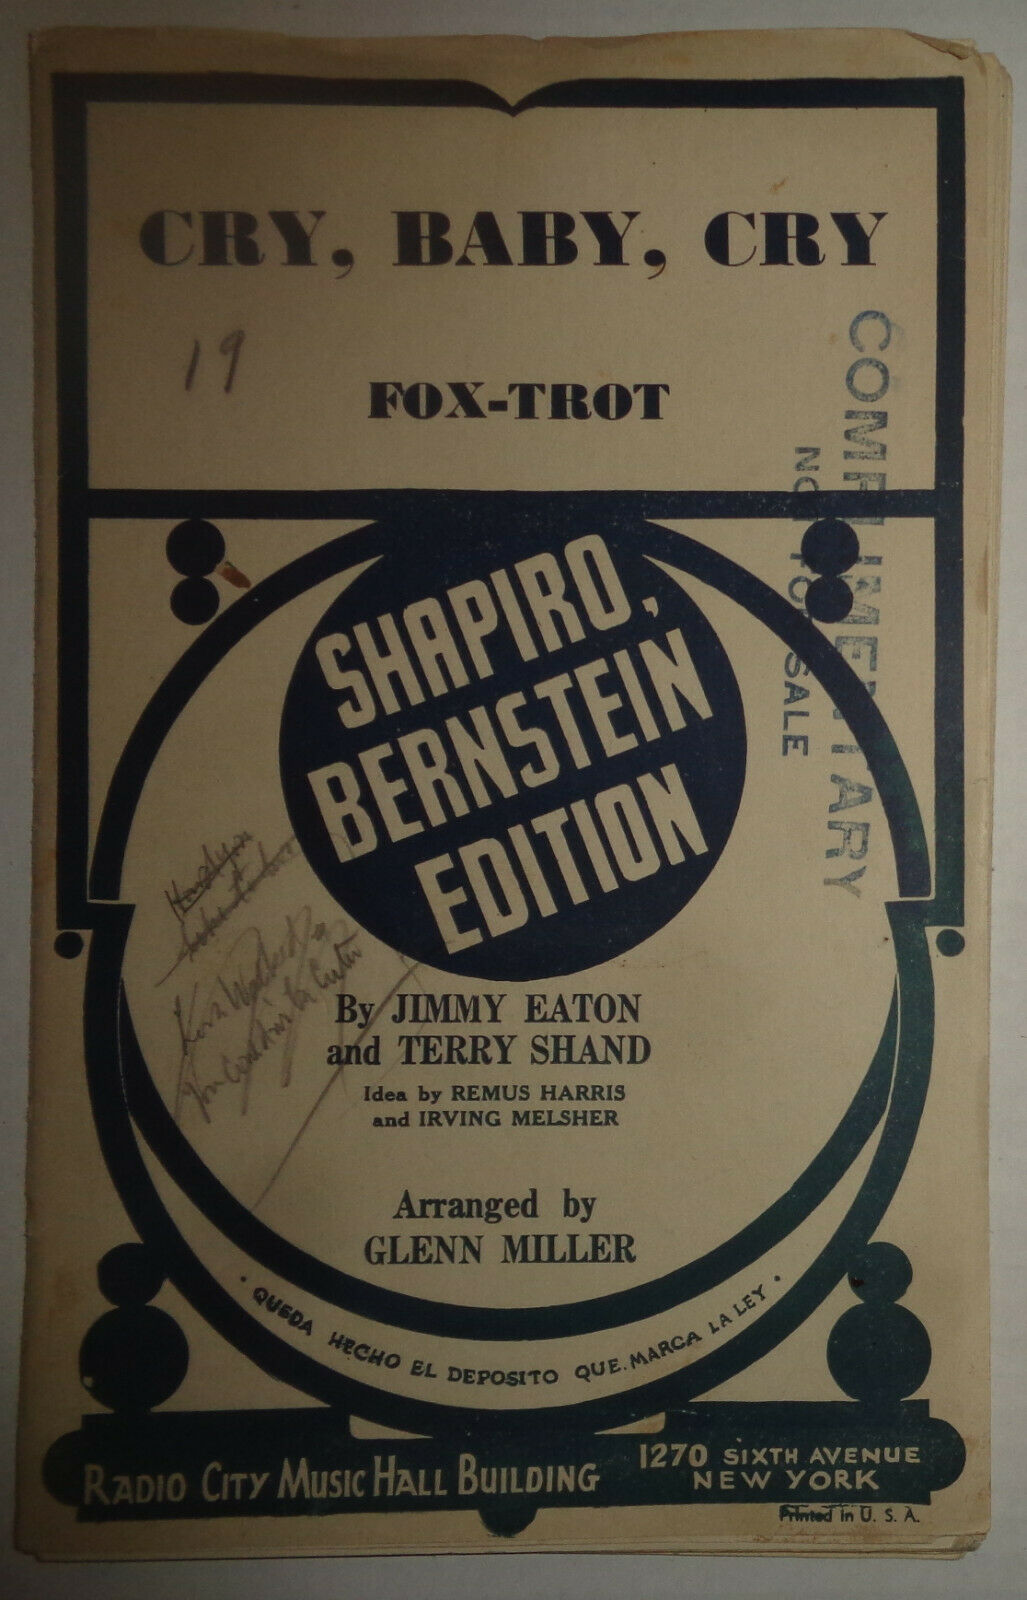 CRY, BABY, CRY
19
FOX-TROT
COMPLIMENTARY
NOT FOR SALE
SHAPIRO,
BERNSTEIN
EDITION
By JIMMY EATON
and TERRY SHAND
Idea by REMUS HARRIS
and IRVING MELSHER
Arranged by
GLENN MILLER
• QUEDA HECHO EL DEPOSITO QUE. MARCA LA LEY •
RADIO CITY MUSIC HALL BUILDING
1270 SIXTH AVENUE
NEW YORK
Printed in U. S. A.